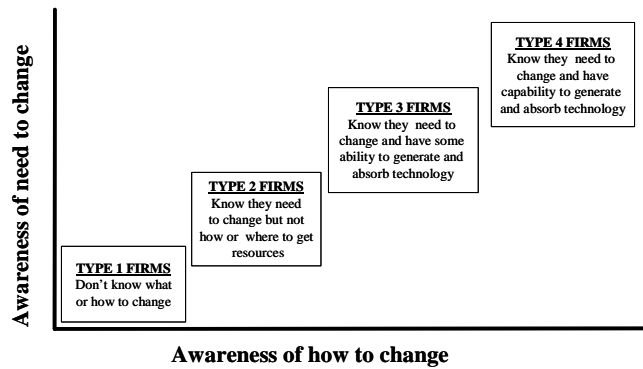 Awareness of need to change
TYPE 4 FIRMS
Know they need to
change and have
capability to generate
and absorb technology
TYPE 3 FIRMS
Know they need to
change and have some
ability to generate and
absorb technology
TYPE 2 FIRMS
Know they need
to change but not
how or where to get
resources
TYPE 1 FIRMS
Don't know what
or how to change
Awareness of how to change